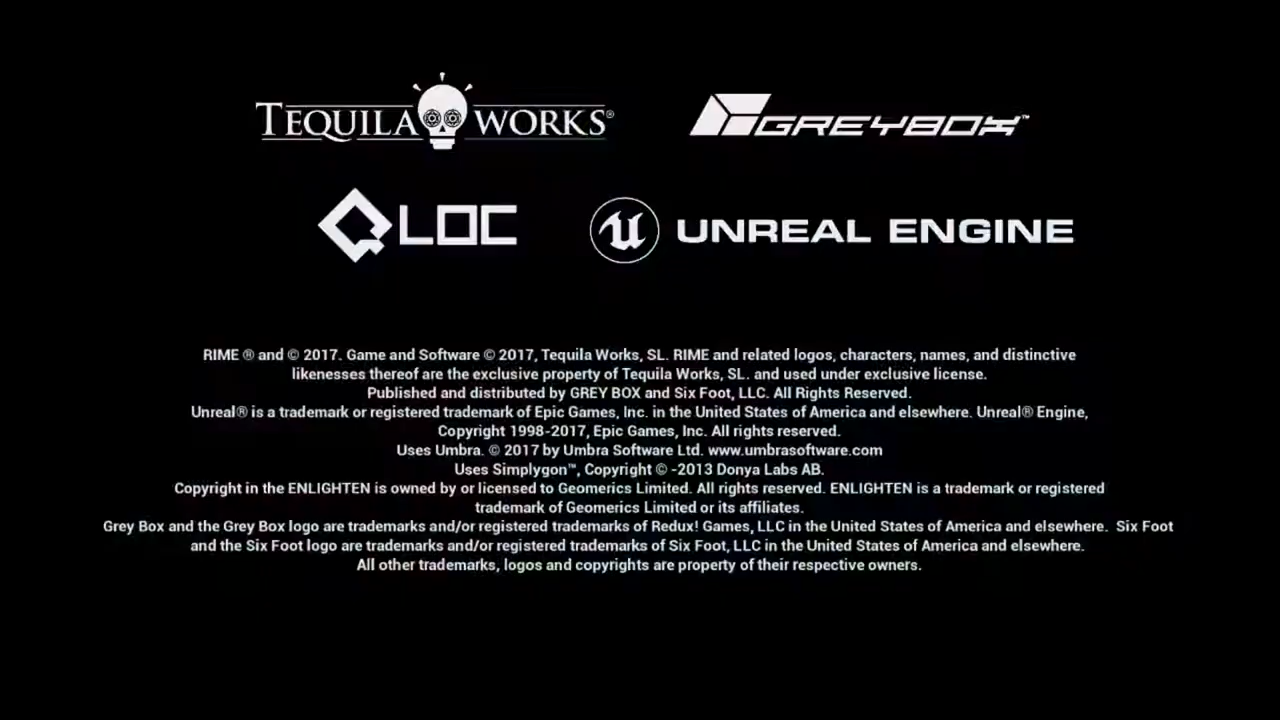 TEQUILA WORKS®
GREYBOX™
QLOC
UNREAL ENGINE
RIME ® and © 2017. Game and Software © 2017, Tequila Works, SL. RIME and related logos, characters, names, and distinctive
likenesses thereof are the exclusive property of Tequila Works, SL. and used under exclusive license.
Published and distributed by GREY BOX and Six Foot, LLC. All Rights Reserved.
Unreal® is a trademark or registered trademark of Epic Games, Inc. in the United States of America and elsewhere. Unreal® Engine,
Copyright 1998-2017, Epic Games, Inc. All rights reserved.
Uses Umbra. © 2017 by Umbra Software Ltd. www.umbrasoftware.com
Uses Simplygon™, Copyright © -2013 Donya Labs AB.
Copyright in the ENLIGHTEN is owned by or licensed to Geomerics Limited. All rights reserved. ENLIGHTEN is a trademark or registered
trademark of Geomerics Limited or its affiliates.
Grey Box and the Grey Box logo are trademarks and/or registered trademarks of Redux! Games, LLC in the United States of America and elsewhere. Six Foot
and the Six Foot logo are trademarks and/or registered trademarks of Six Foot, LLC in the United States of America and elsewhere.
All other trademarks, logos and copyrights are property of their respective owners.